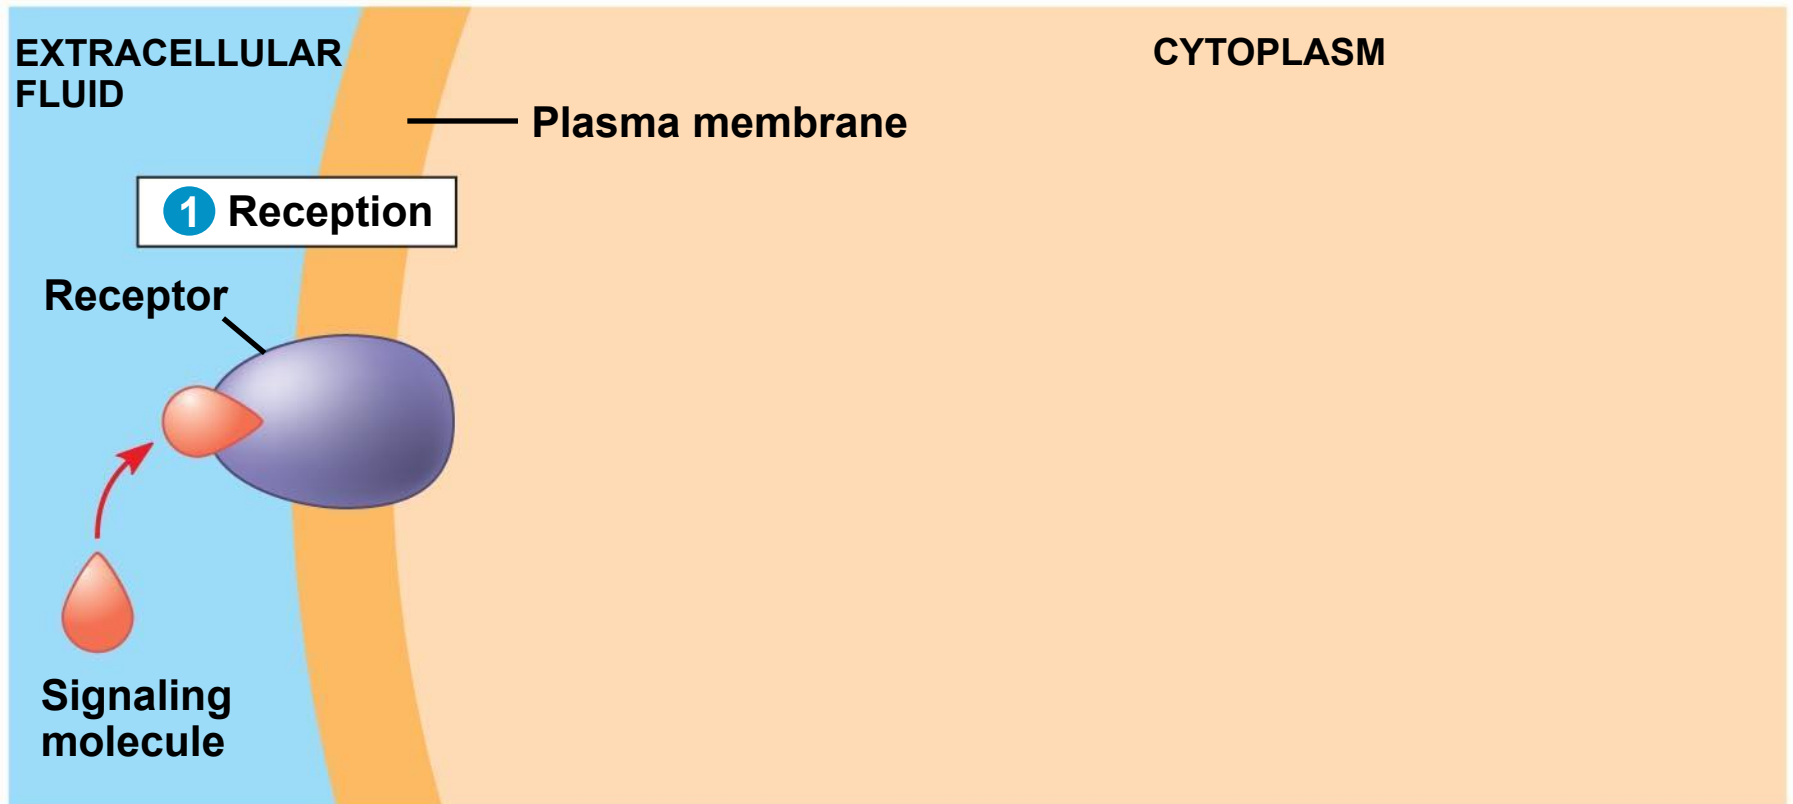 EXTRACELLULAR
FLUID
CYTOPLASM
Plasma membrane
1 Reception
Receptor
Signaling
molecule